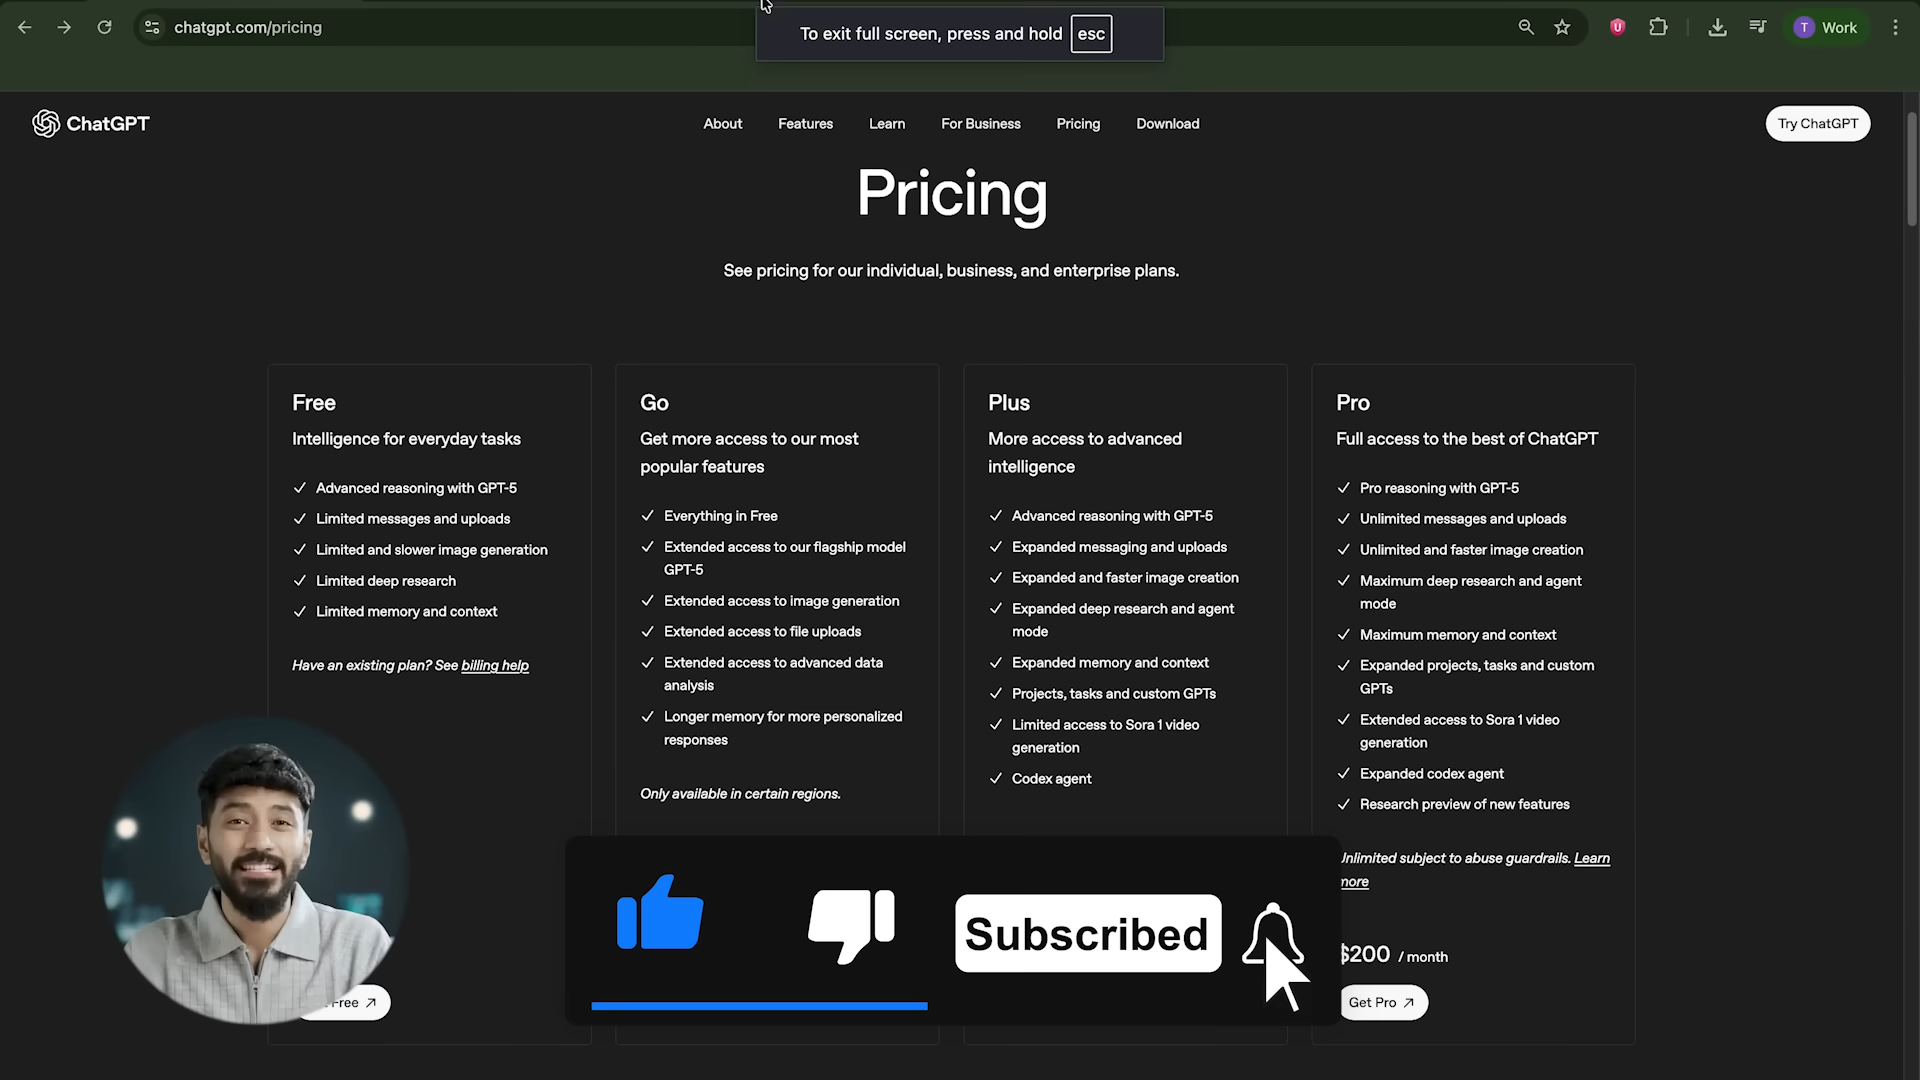 chatgpt.com/pricing
To exit full screen, press and hold esc
T Work
ChatGPT
About
Features
Learn
For Business
Pricing
Download
Try ChatGPT
Pricing
See pricing for our individual, business, and enterprise plans.
Free
Intelligence for everyday tasks
Advanced reasoning with GPT-5
Limited messages and uploads
Limited and slower image generation
Limited deep research
Limited memory and context
Have an existing plan? See billing help
Free
Go
Get more access to our most
popular features
Everything in Free
Extended access to our flagship model
GPT-5
Extended access to image generation
Extended access to file uploads
Extended access to advanced data
analysis
Longer memory for more personalized
responses
Only available in certain regions.
Plus
More access to advanced
intelligence
Advanced reasoning with GPT-5
Expanded messaging and uploads
Expanded and faster image creation
Expanded deep research and agent
mode
Expanded memory and context
Projects, tasks and custom GPTs
Limited access to Sora 1 video
generation
Codex agent
Pro
Full access to the best of ChatGPT
Pro reasoning with GPT-5
Unlimited messages and uploads
Unlimited and faster image creation
Maximum deep research and agent
mode
Maximum memory and context
Expanded projects, tasks and custom
GPTs
Extended access to Sora 1 video
generation
Expanded codex agent
Research preview of new features
Unlimited subject to abuse guardrails. Learn
more
$200 / month
Get Pro
Subscribed